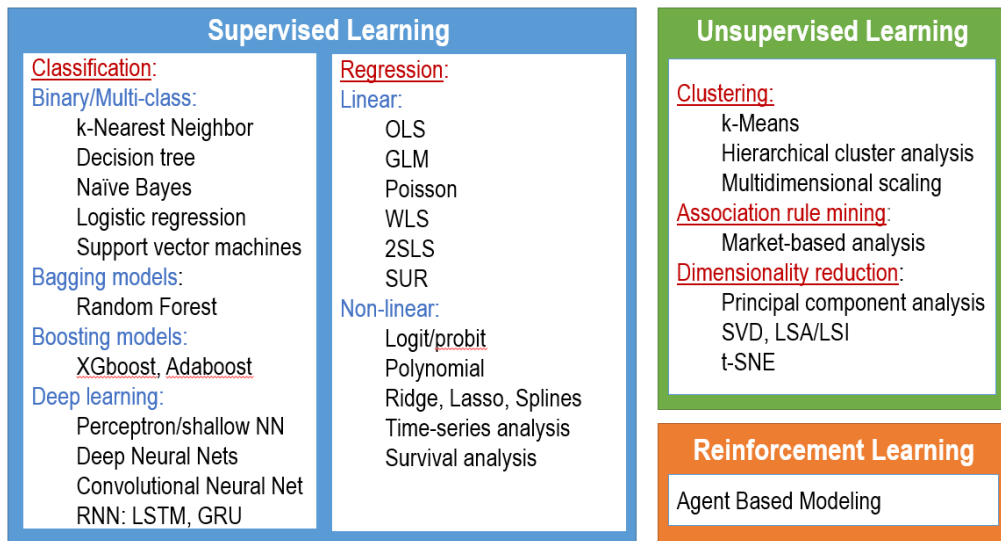 Supervised Learning
Classification:
Binary/Multi-class:
k-Nearest Neighbor
Decision tree
Naïve Bayes
Logistic regression
Support vector machines
Bagging models:
Random Forest
Boosting models:
XGboost, Adaboost
Deep learning:
Perceptron/shallow NN
Deep Neural Nets
Convolutional Neural Net
RNN: LSTM, GRU
Regression:
Linear:
OLS
GLM
Poisson
WLS
2SLS
SUR
Non-linear:
Logit/probit
Polynomial
Ridge, Lasso, Splines
Time-series analysis
Survival analysis
Unsupervised Learning
Clustering:
k-Means
Hierarchical cluster analysis
Multidimensional scaling
Association rule mining:
Market-based analysis
Dimensionality reduction:
Principal component analysis
SVD, LSA/LSI
t-SNE
Reinforcement Learning
Agent Based Modeling